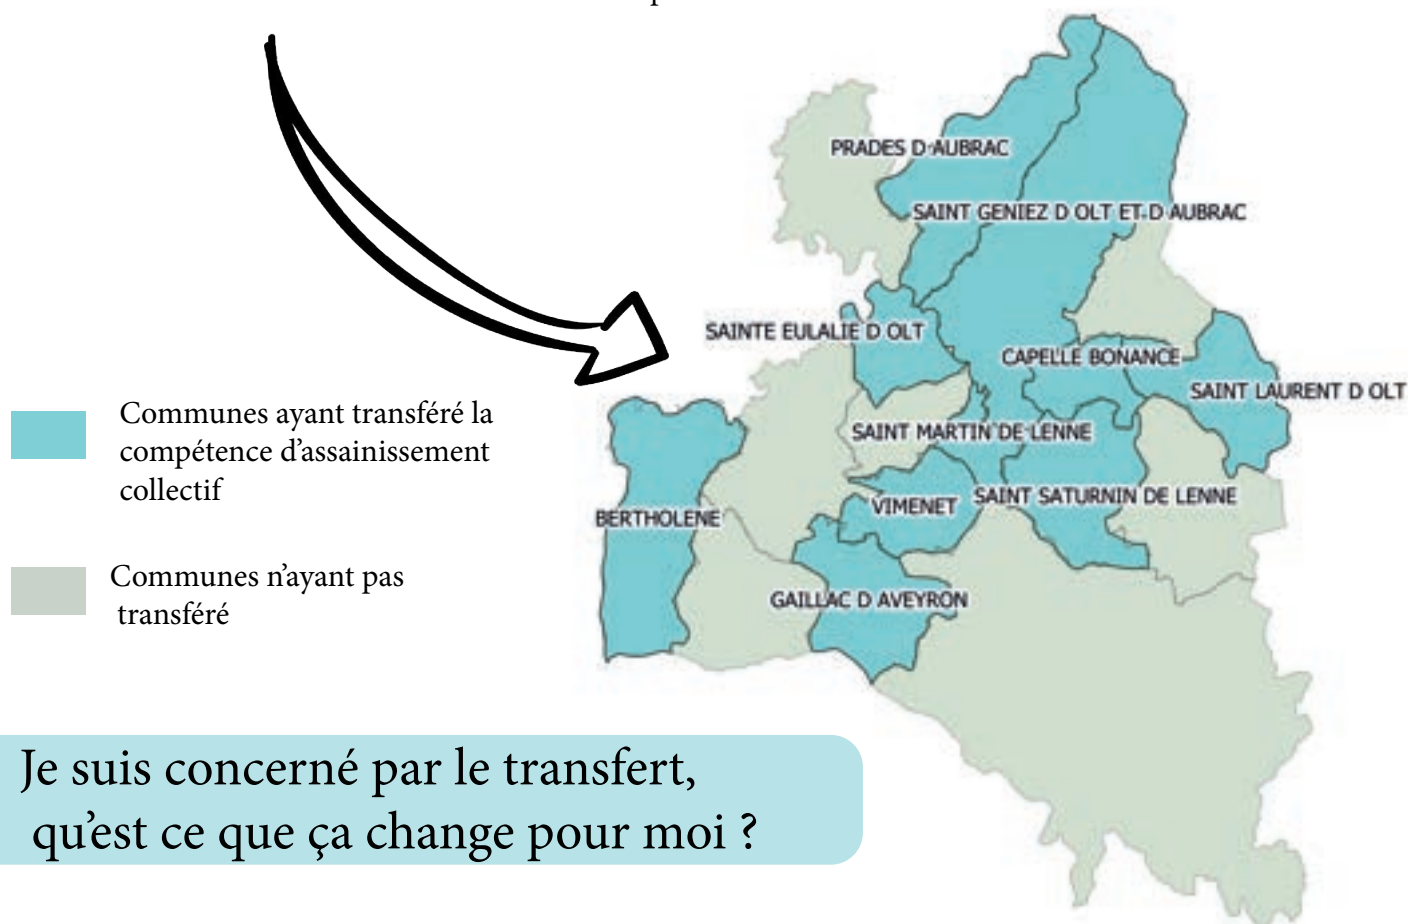 PRADES D AUBRAC
SAINT GENIEZ D OLT ET D AUBRAC
SAINTE EULALIE D OLT
CAPELLE BONANCE
SAINT LAURENT D OLT
SAINT MARTIN DE LENNE
VIMENET
SAINT SATURNIN DE LENNE
BERTHOLENE
GAILLAC D AVEYRON
Communes ayant transféré la
compétence d’assainissement
collectif
Communes n’ayant pas
transféré
Je suis concerné par le transfert,
qu’est ce que ça change pour moi ?